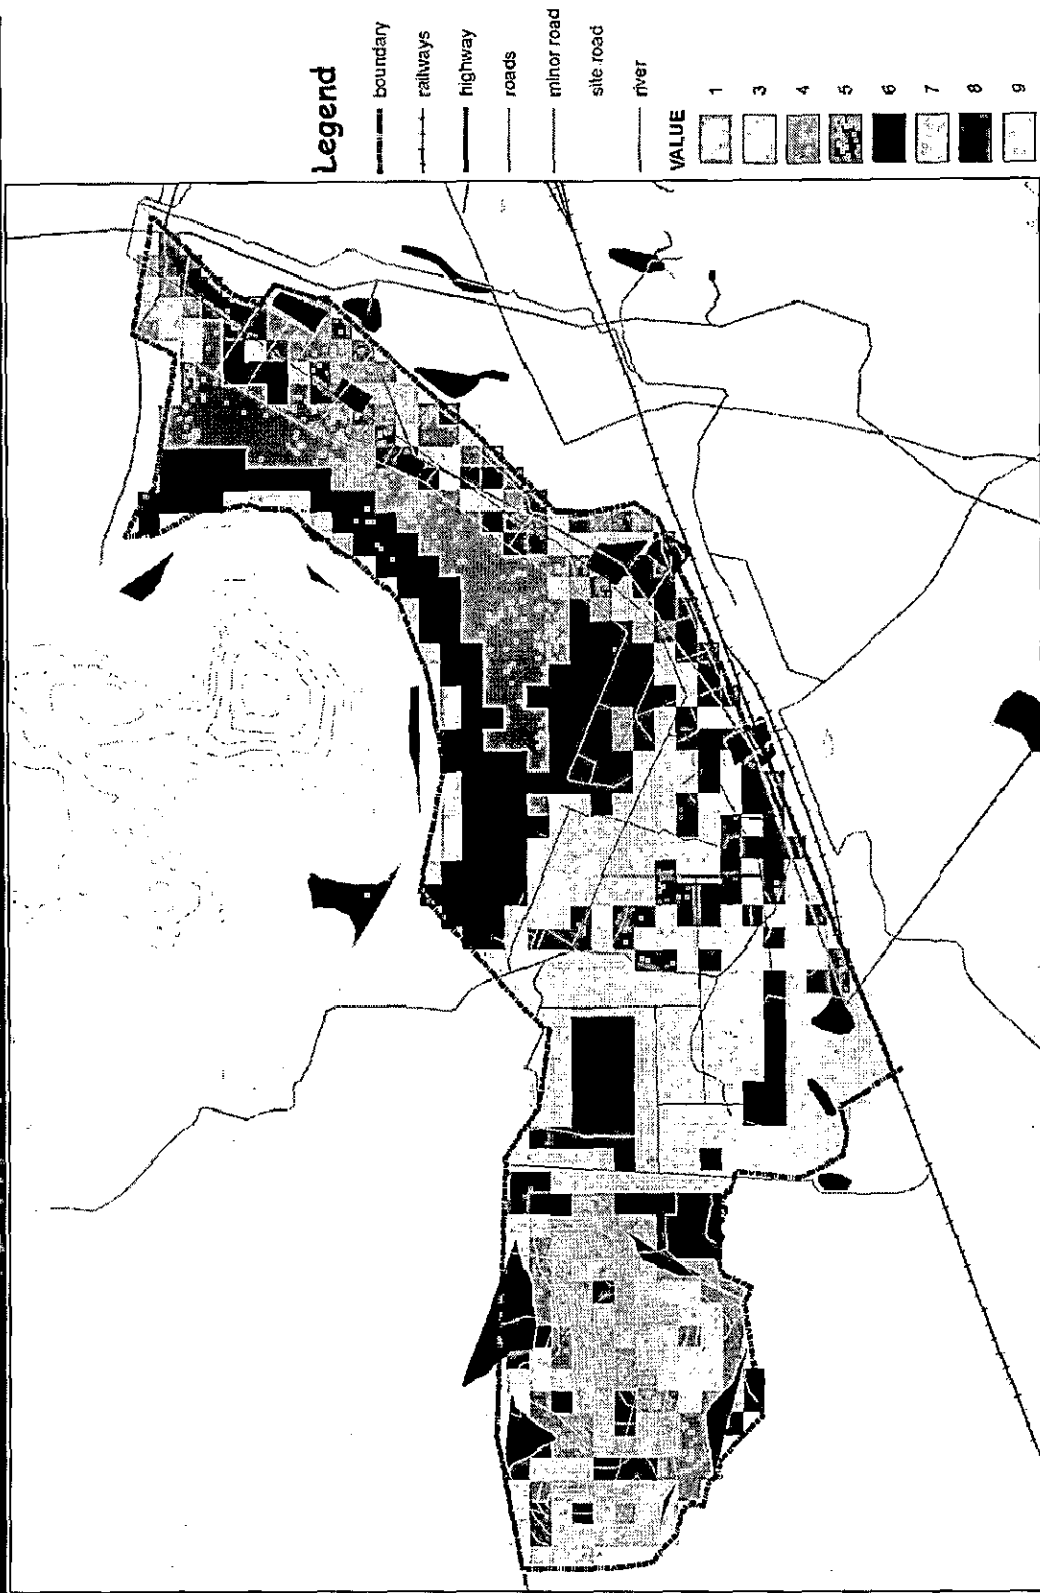 Legend
boundary
railways
highway
roads
minor road
site road
river
VALUE
1
3
4
5
6
7
8
9